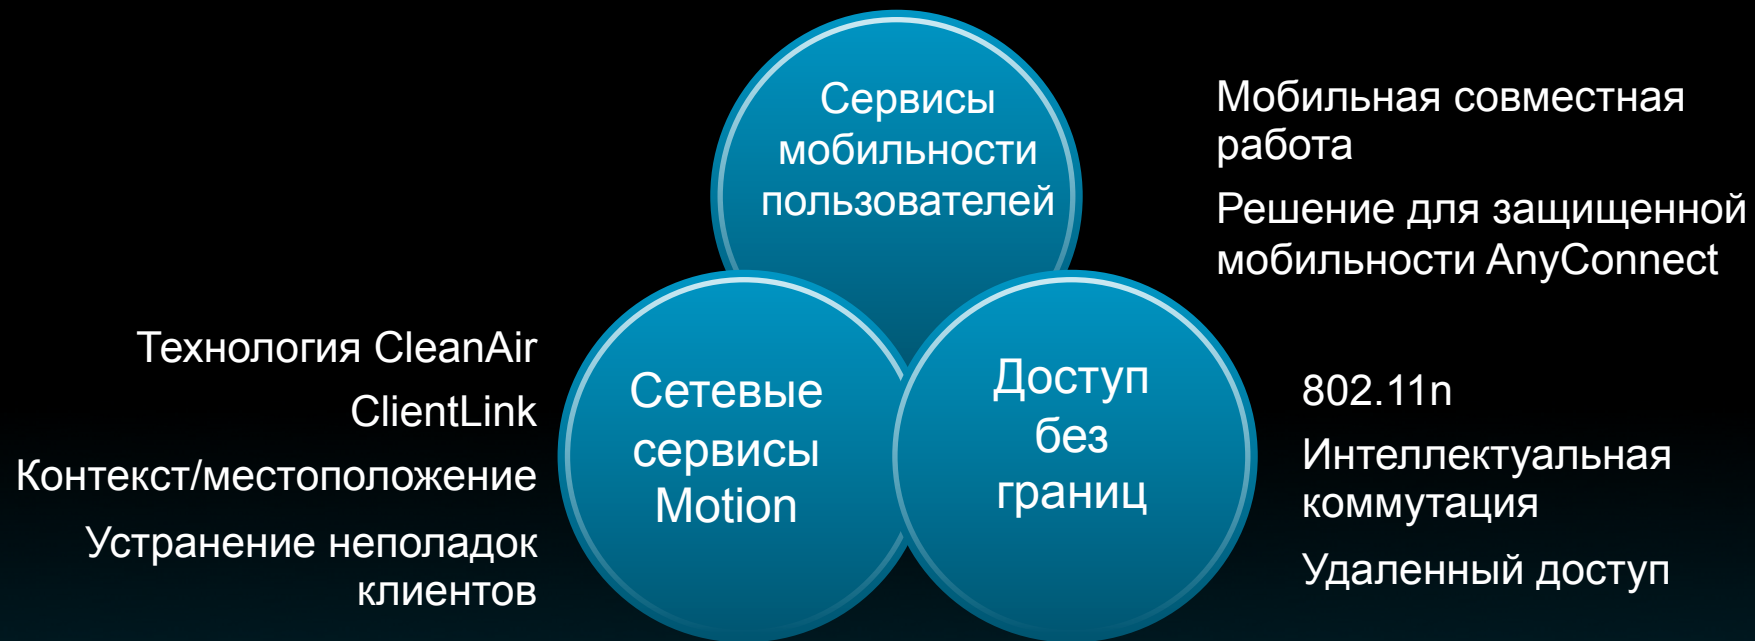 Сервисы
мобильности
пользователей
Мобильная совместная
работа
Решение для защищенной
мобильности AnyConnect
Технология CleanAir
ClientLink
Контекст/местоположение
Устранение неполадок
клиентов
Сетевые
сервисы
Motion
Доступ
без
границ
802.11n
Интеллектуальная
коммутация
Удаленный доступ